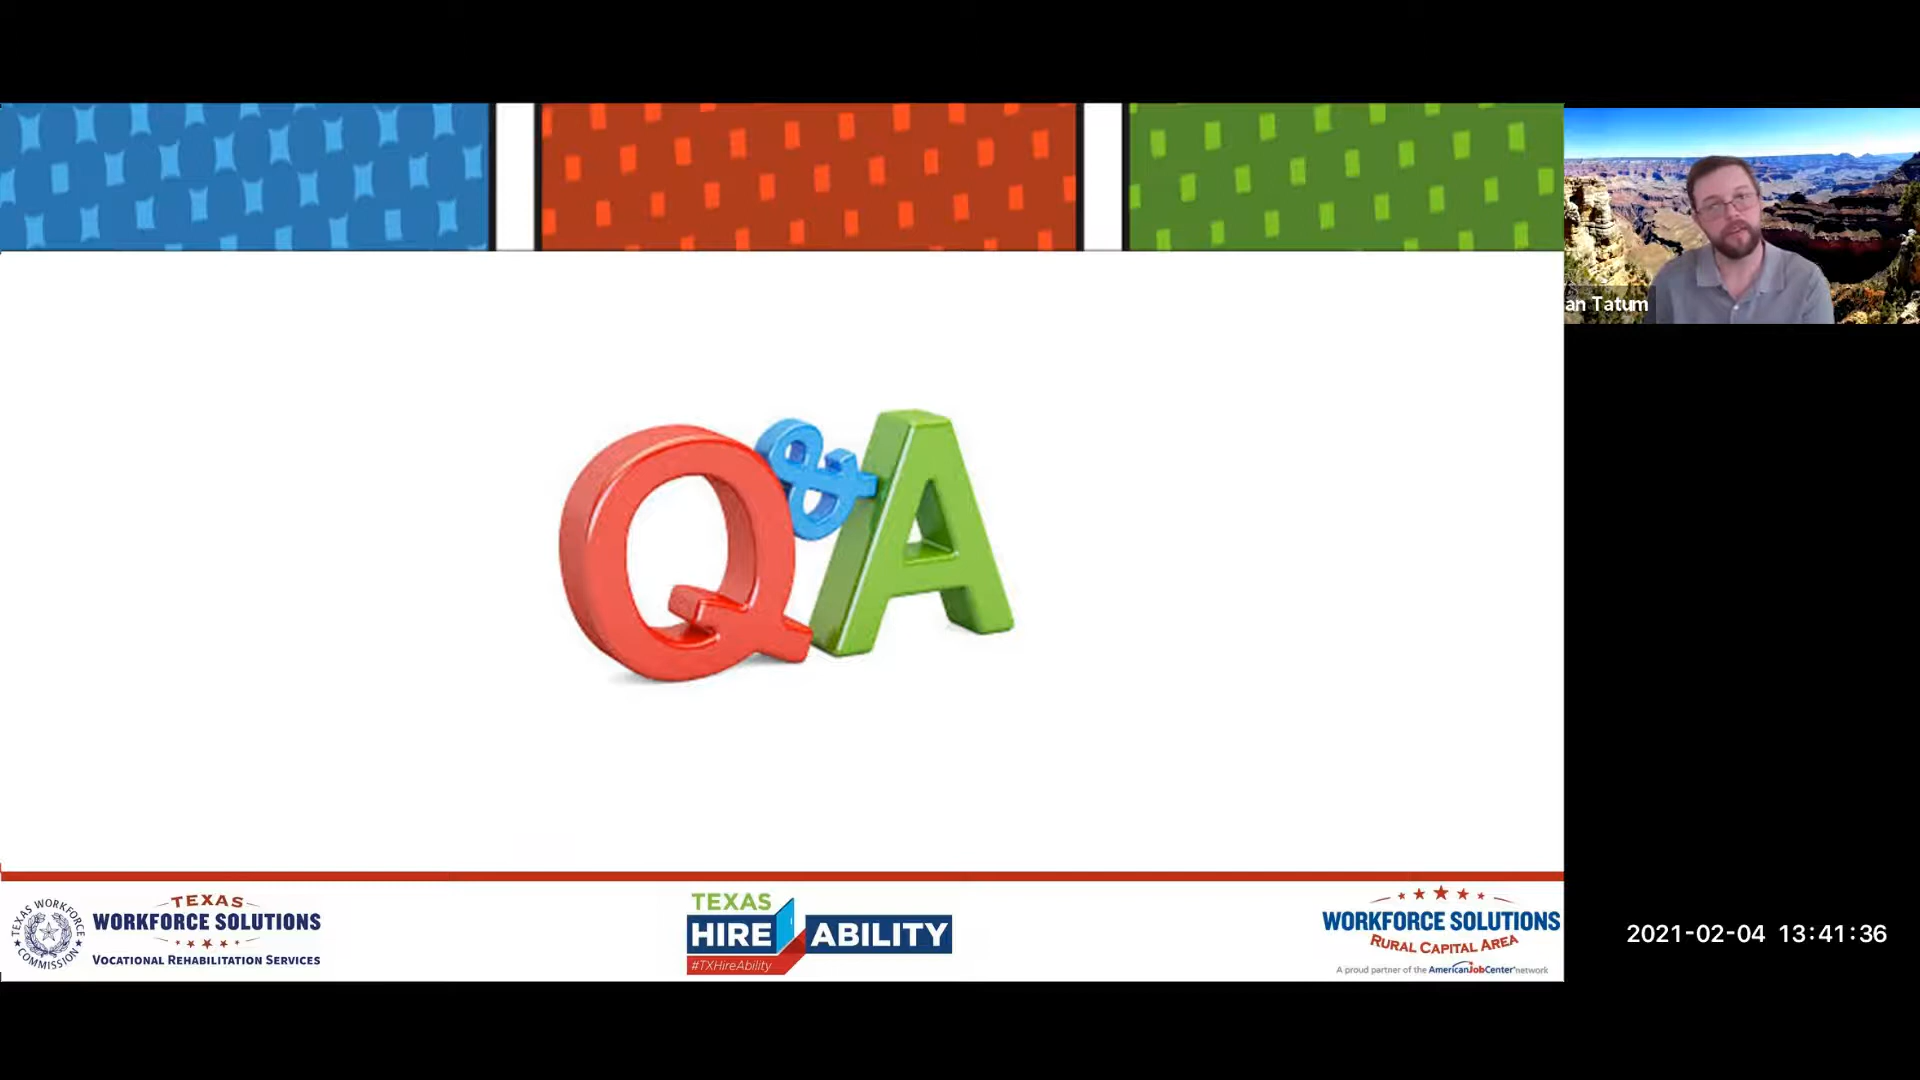 an Tatum
Q&A
TEXAS WORKFORCE COMMISSION
TEXAS
WORKFORCE SOLUTIONS
VOCATIONAL REHABILITATION SERVICES
TEXAS
HIRE ABILITY
#TXHireAbility
WORKFORCE SOLUTIONS
RURAL CAPITAL AREA
A proud partner of the AmericanJobCenter network
2021-02-04 13:41:36